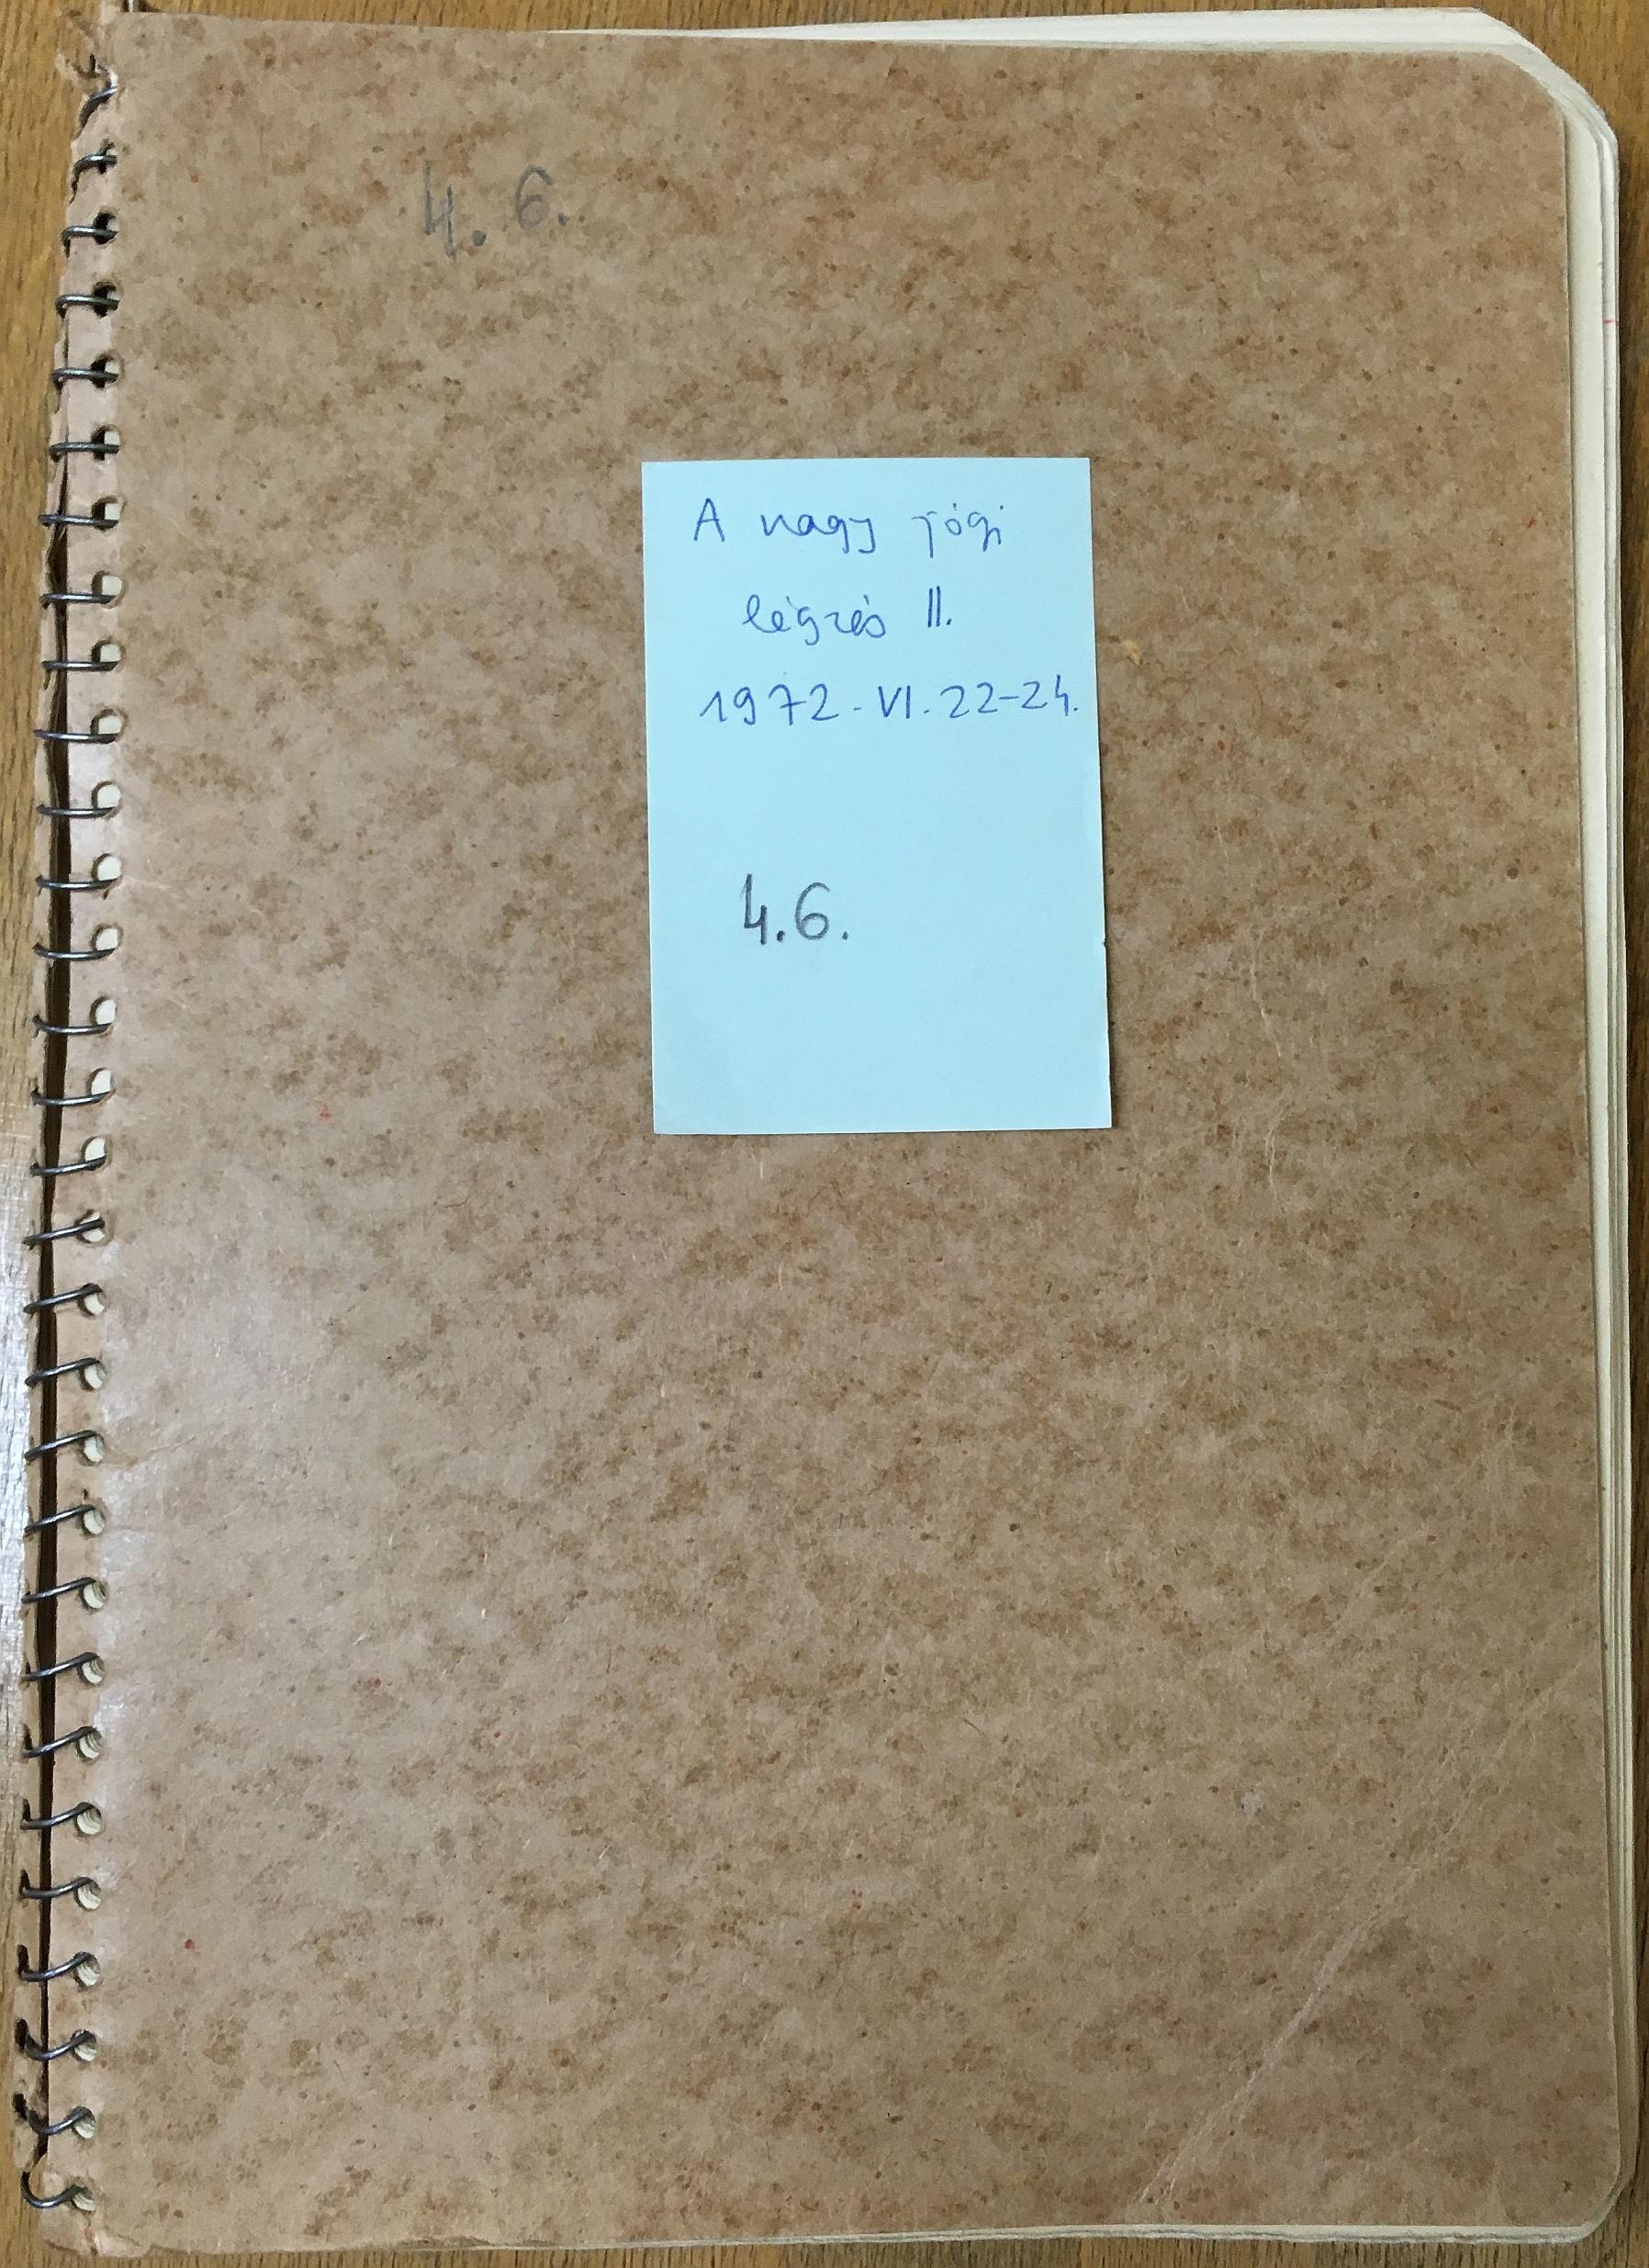 4. 6.
A nagy jógi
légzés II.
1972. VI. 22-24.
4.6.